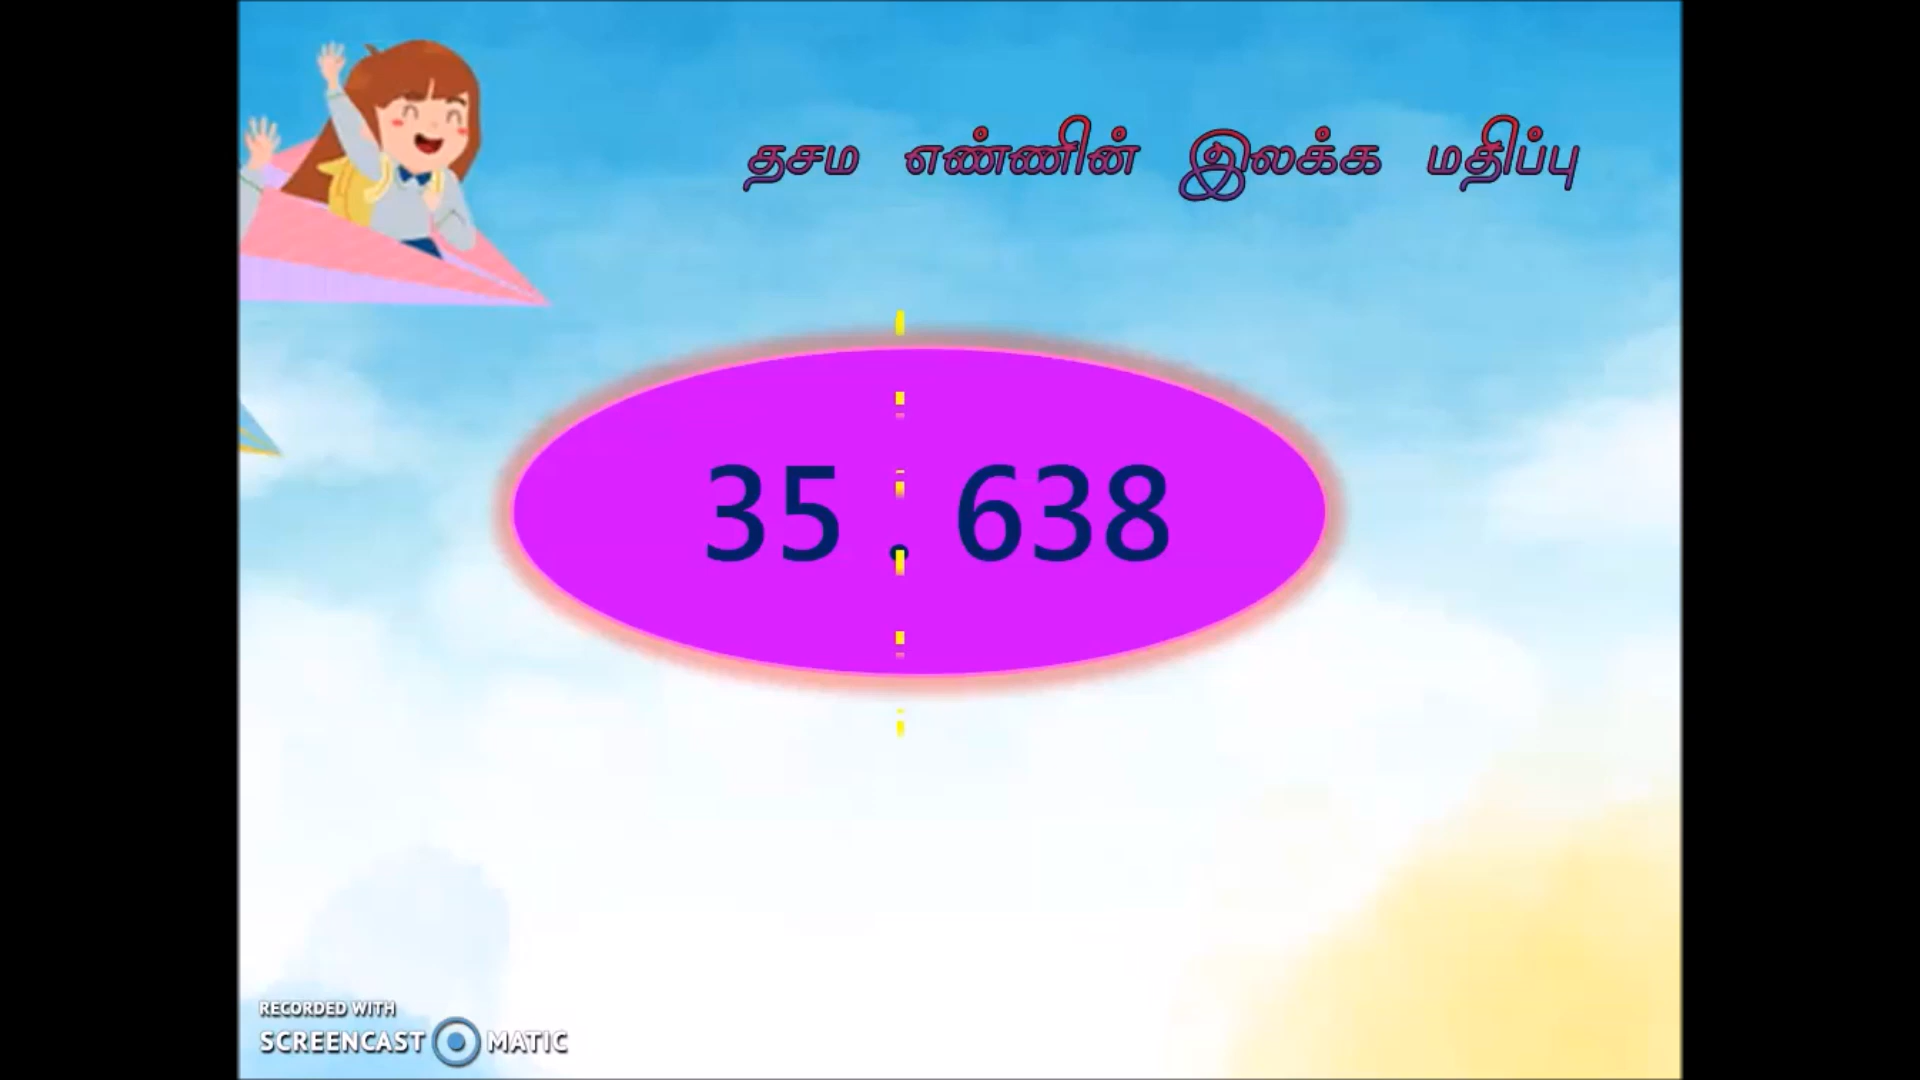 தசம எண்ணின் இலக்க மதிப்பு
35 . 638
RECORDED WITH
SCREENCAST MATIC